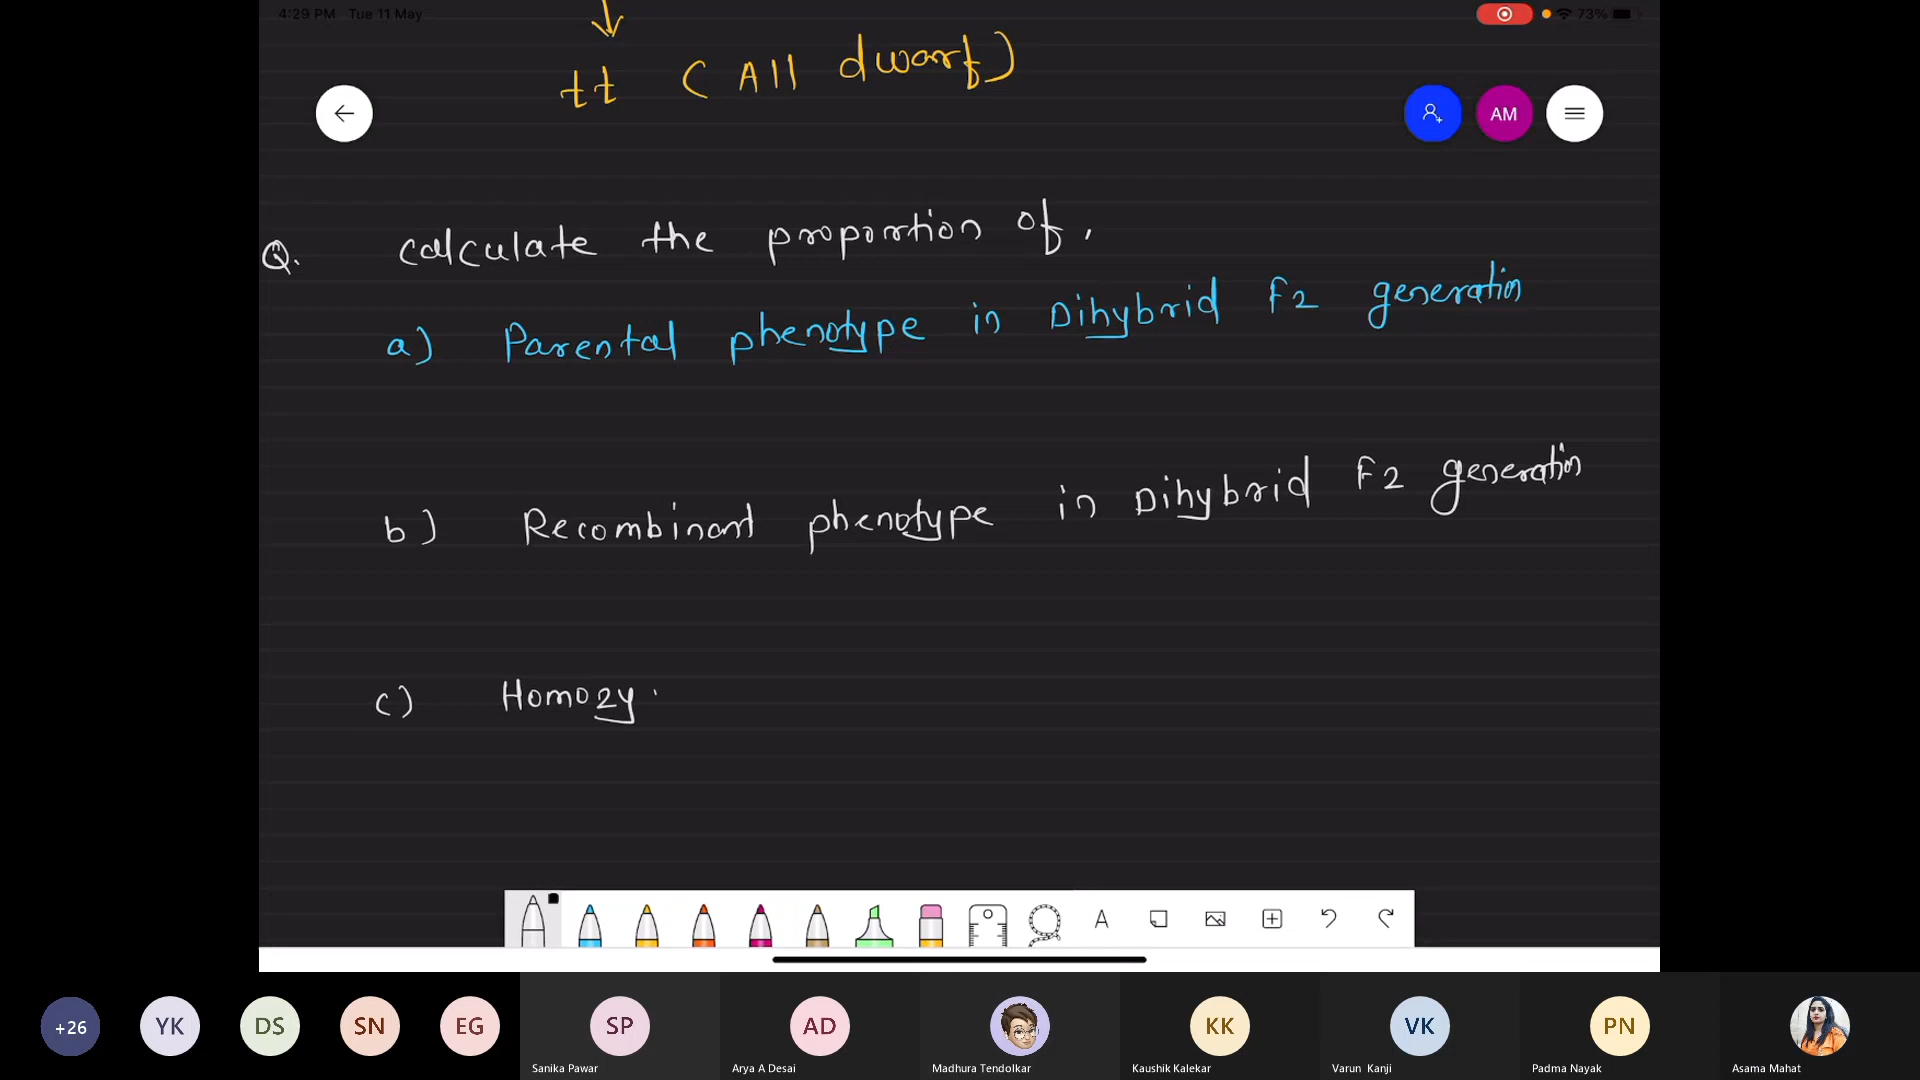 4:29 PM Tue 11 May
73%
tt (All dwarf)
AM
Q. calculate the proportion of,
a) Parental phenotype in Dihybrid F2 generation
b) Recombinant phenotype in Dihybrid F2 generation
c) Homozy
A
+26 YK DS SN EG SP AD KK VK PN
Sanika Pawar Arya A Desai Madhura Tendolkar Kaushik Kalekar Varun Kanji Padma Nayak Asama Mahat